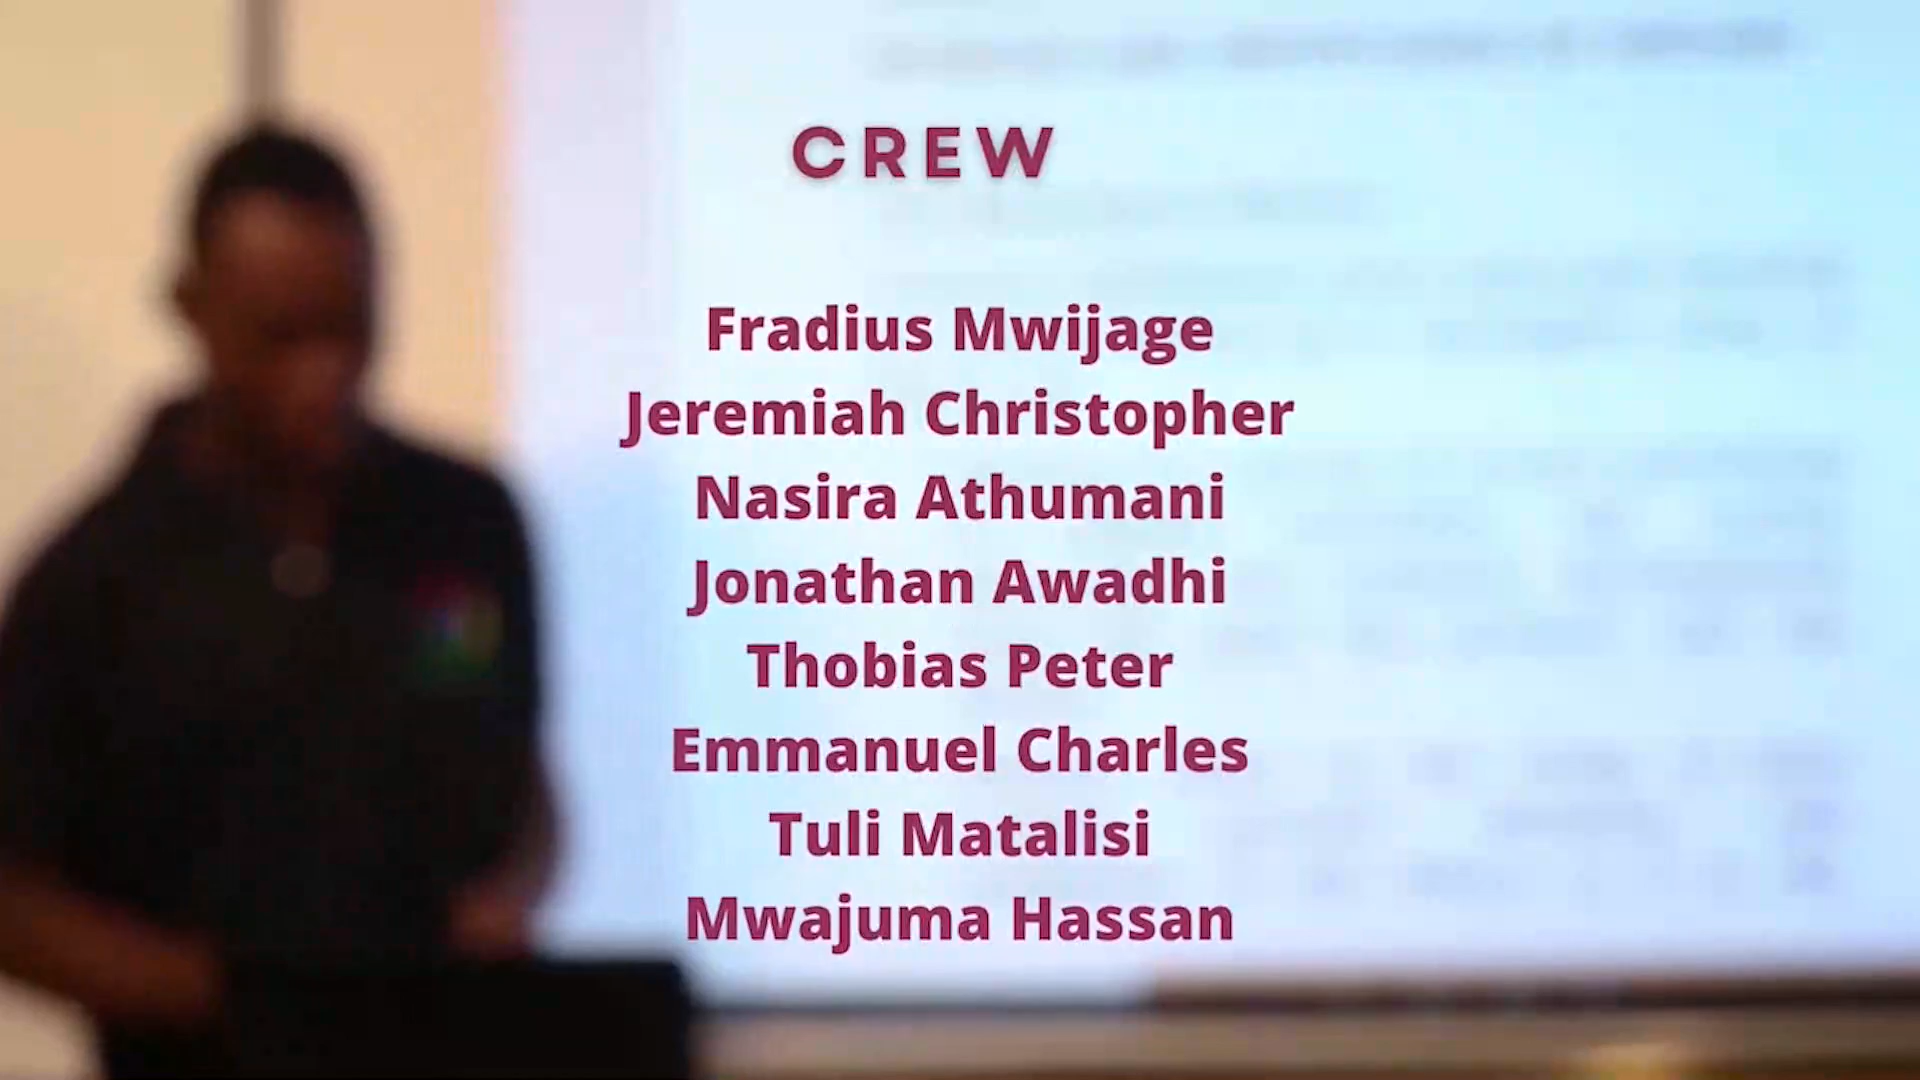 CREW
Fradius Mwijage
Jeremiah Christopher
Nasira Athumani
Jonathan Awadhi
Thobias Peter
Emmanuel Charles
Tuli Matalisi
Mwajuma Hassan